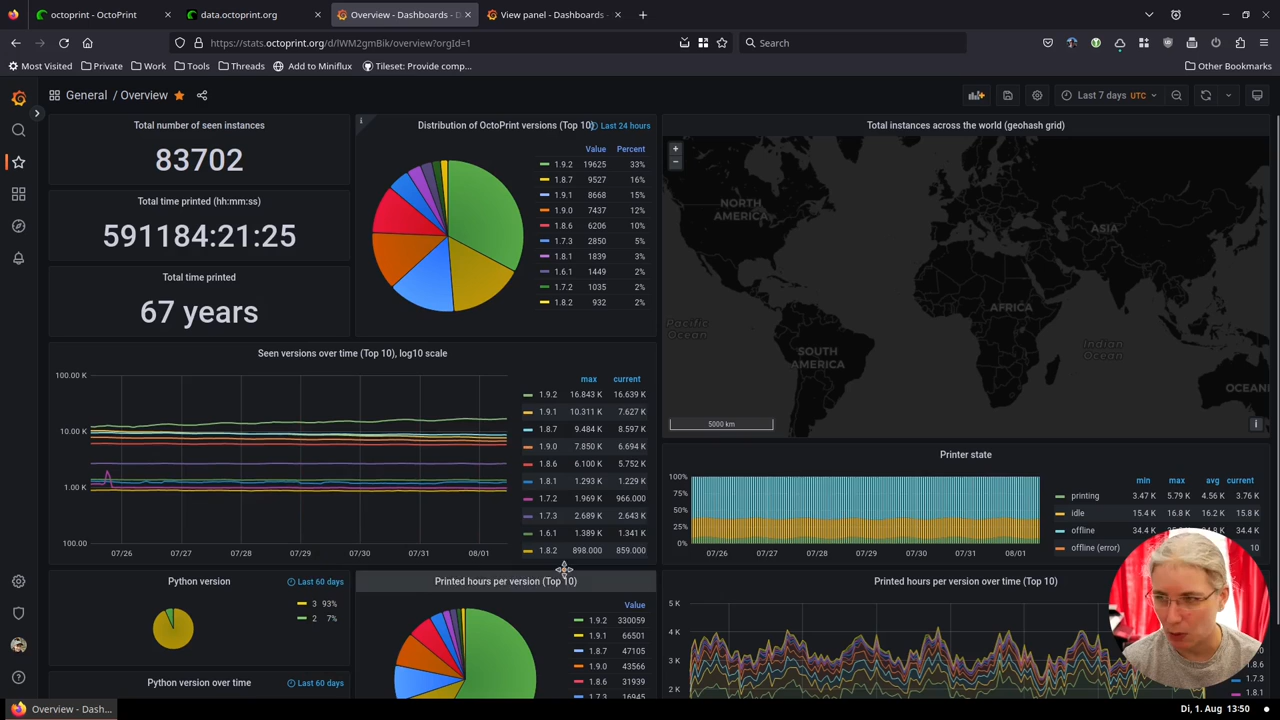 octoprint - OctoPrint
data.octoprint.org
Overview - Dashboards - D
View panel - Dashboards -
https://stats.octoprint.org/d/lWM2gmBik/overview?orgId=1
Search
Most Visited
Private
Work
Tools
Threads
Add to Miniflux
Tileset: Provide comp...
Other Bookmarks
General / Overview
Last 7 days UTC
Total number of seen instances
83702
Total time printed (hh:mm:ss)
591184:21:25
Total time printed
67 years
Distribution of OctoPrint versions (Top 10)
Last 24 hours
Value Percent
1.9.2 19625 33%
1.8.7 9527 16%
1.9.1 8668 15%
1.9.0 7437 12%
1.8.6 6206 10%
1.7.3 2850 5%
1.8.1 1839 3%
1.6.1 1449 2%
1.7.2 1035 2%
1.8.2 932 2%
Total instances across the world (geohash grid)
+
−
NORTH
AMERICA
ASIA
AFRICA
Pacific
Ocean
SOUTH
AMERICA
Indian
Ocean
OCEANI
5000 km
i
Seen versions over time (Top 10), log10 scale
100.00 K
10.00 K
1.00 K
100.00
07/26 07/27 07/28 07/29 07/30 07/31 08/01
max current
1.9.2 16.843 K 16.639 K
1.9.1 10.311 K 7.627 K
1.8.7 9.484 K 8.597 K
1.9.0 7.850 K 6.694 K
1.8.6 6.100 K 5.752 K
1.8.1 1.293 K 1.229 K
1.7.2 1.969 K 966.000
1.7.3 2.689 K 2.643 K
1.6.1 1.389 K 1.341 K
1.8.2 898.000 859.000
Printer state
100%
75%
50%
25%
0%
07/26 07/27 07/28 07/29 07/30 07/31 08/01
min max avg current
printing 3.47 K 5.79 K 4.56 K 3.76 K
idle 15.4 K 16.8 K 16.2 K 15.8 K
offline 34.4 K 34.4 K
offline (error) 10
Python version
Last 60 days
3 93%
2 7%
Python version over time
Last 60 days
Printed hours per version (Top 10)
Value
1.9.2 330059
1.9.1 66501
1.8.7 47105
1.9.0 43566
1.8.6 31939
1.7.3 16945
Printed hours per version over time (Top 10)
5 K
4 K
3 K
2 K
1.8.6
1.7.3
1.8.1
Overview - Dash...
Di, 1. Aug 13:50